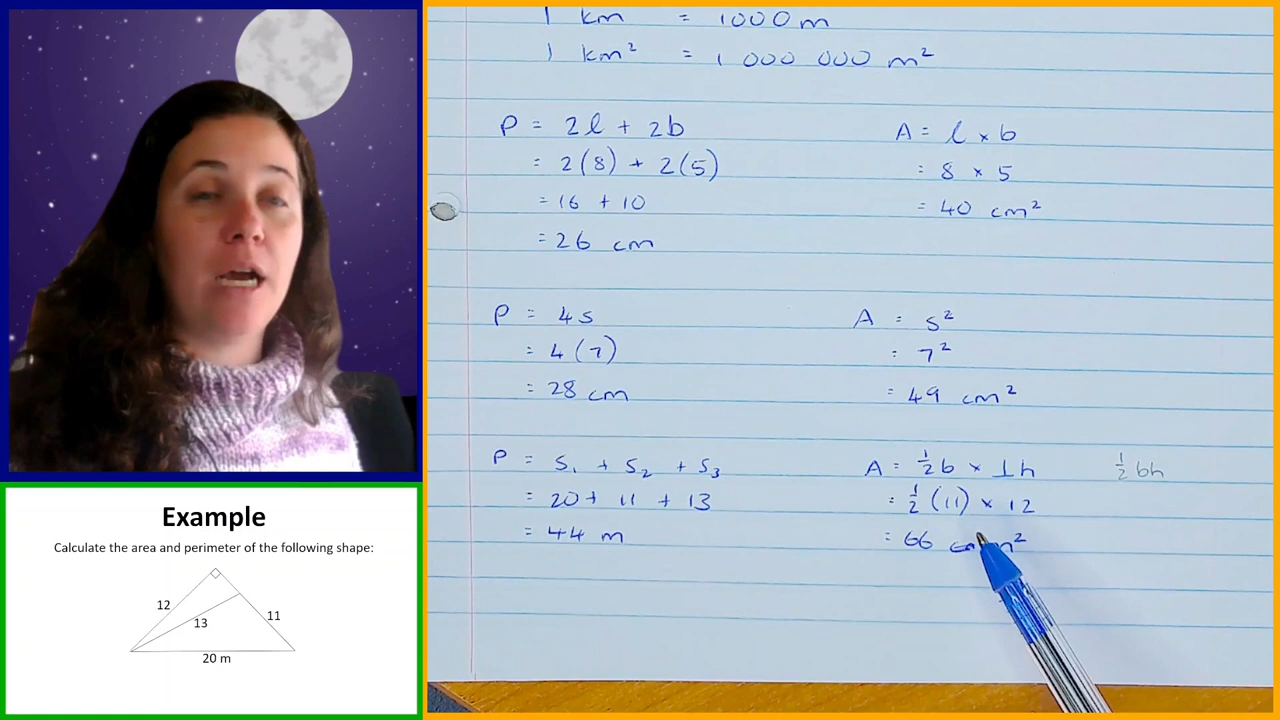 1 km = 1000 m
1 km² = 1 000 000 m²
P = 2l + 2b
= 2(8) + 2(5)
= 16 + 10
= 26 cm
A = l × b
= 8 × 5
= 40 cm²
P = 4s
= 4(7)
= 28 cm
A = s²
= 7²
= 49 cm²
P = s₁ + s₂ + s₃
= 20 + 11 + 13
= 44 m
A = ½b × ⊥h
½bh
= ½(11) × 12
= 66 m²
Example
Calculate the area and perimeter of the following shape:
12
13
11
20 m